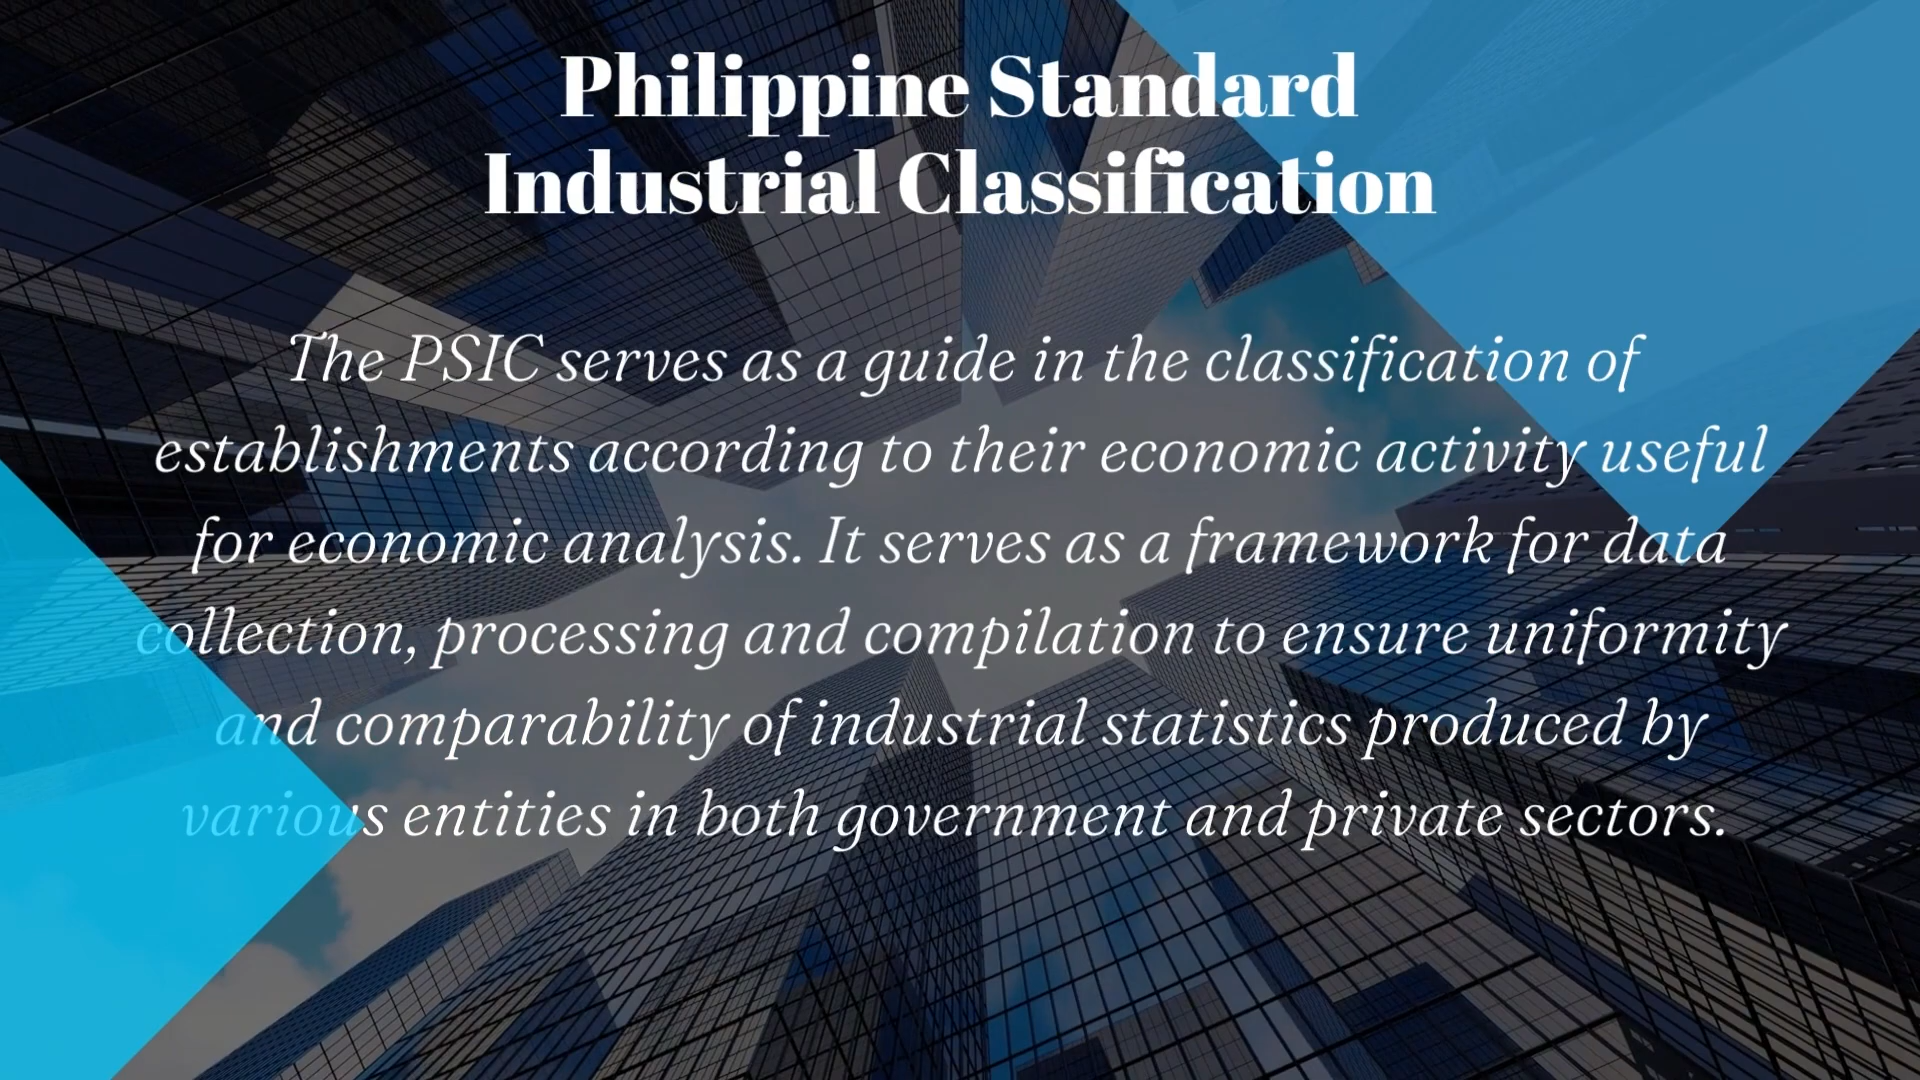 Philippine Standard
Industrial Classification
The PSIC serves as a guide in the classification of
establishments according to their economic activity useful
for economic analysis. It serves as a framework for data
collection, processing and compilation to ensure uniformity
and comparability of industrial statistics produced by
various entities in both government and private sectors.